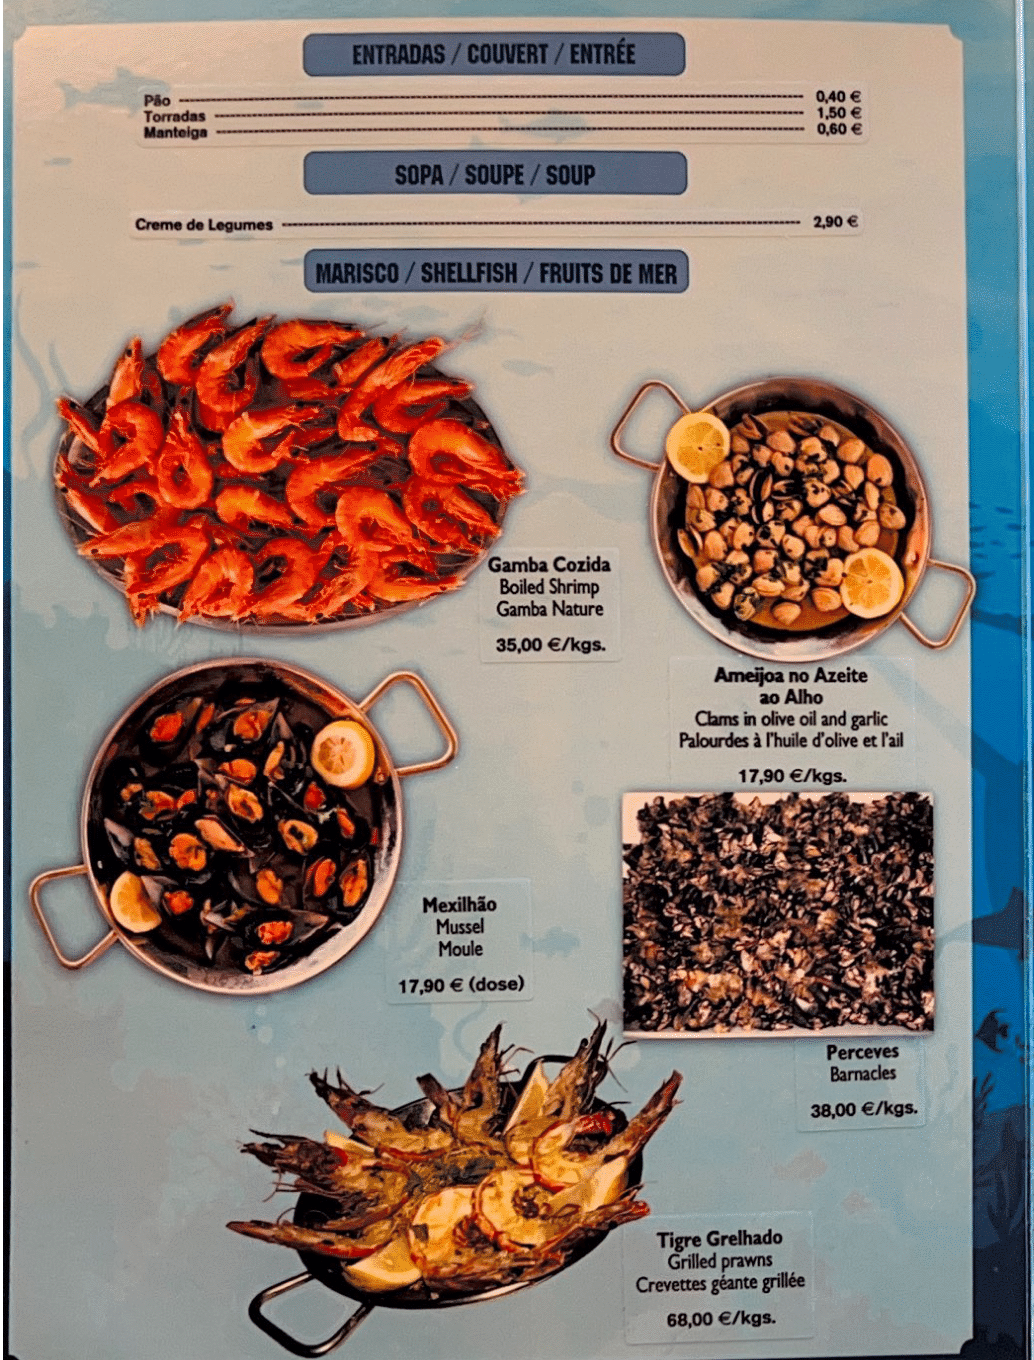 ENTRADAS / COUVERT / ENTRÉE
Pão 0,40 €
Torradas 1,50 €
Manteiga 0,60 €
SOPA / SOUPE / SOUP
Creme de Legumes 2,90 €
MARISCO / SHELLFISH / FRUITS DE MER
Gamba Cozida
Boiled Shrimp
Gamba Nature
35,00 €/kgs.
Ameijoa no Azeite
ao Alho
Clams in olive oil and garlic
Palourdes à l'huile d'olive et l'ail
17,90 €/kgs.
Mexilhão
Mussel
Moule
17,90 € (dose)
Perceves
Barnacles
38,00 €/kgs.
Tigre Grelhado
Grilled prawns
Crevettes géante grillée
68,00 €/kgs.